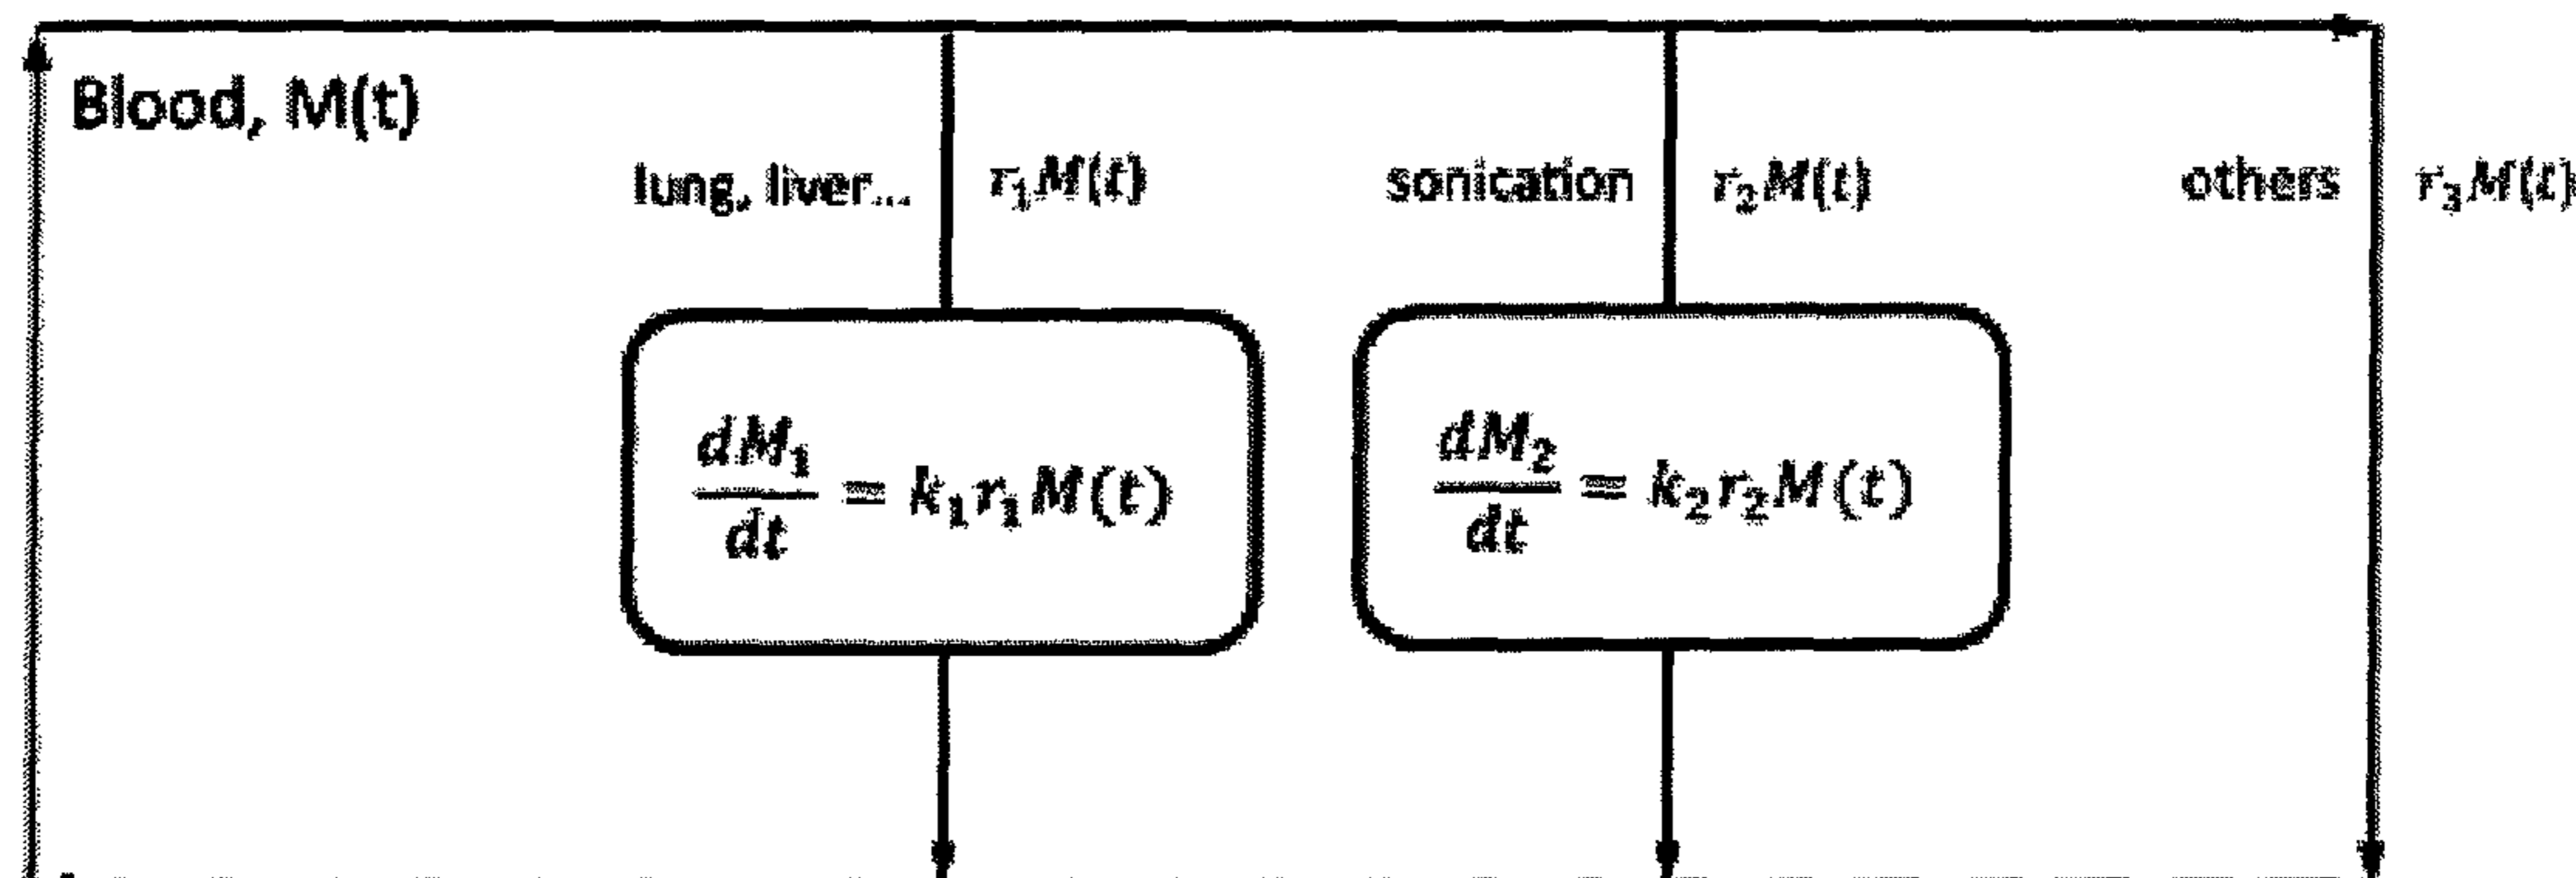 Blood, M(t)
lung, liver... r₁M(t)
sonication r₂M(t)
others r₃M(t)
dM₁/dt = k₁r₁M(t)
dM₂/dt = k₂r₂M(t)